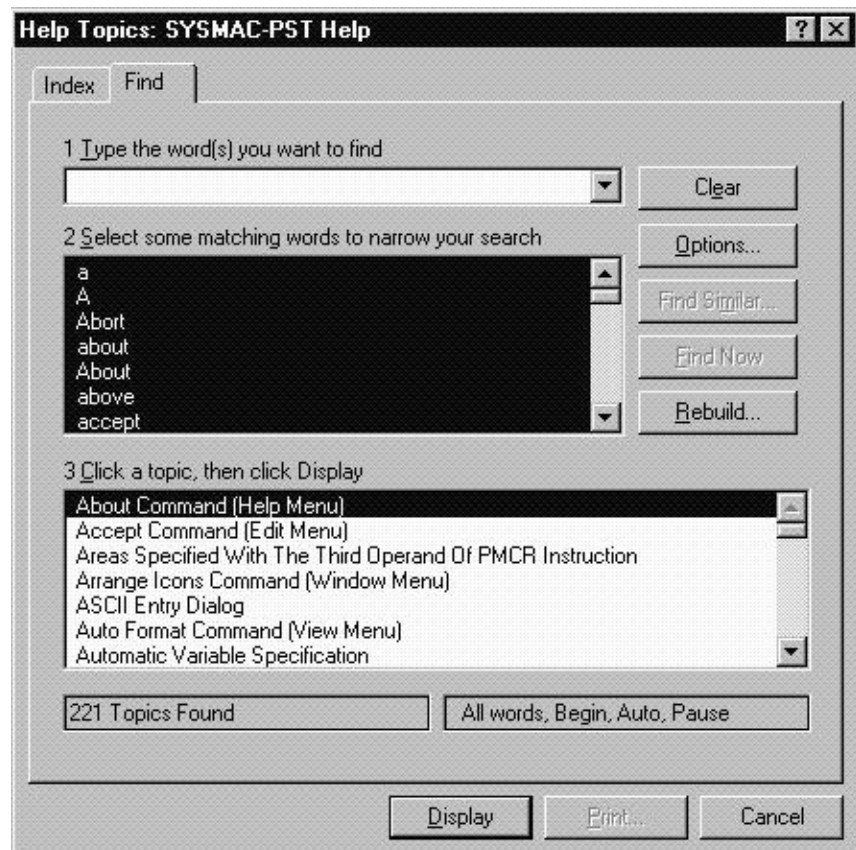 Help Topics: SYSMAC-PST Help
Index
Find
1 Type the word(s) you want to find
Clear
2 Select some matching words to narrow your search
Options...
a
A
Abort
about
About
above
accept
Find Similar...
Find Now
Rebuild...
3 Click a topic, then click Display
About Command (Help Menu)
Accept Command (Edit Menu)
Areas Specified With The Third Operand Of PMCR Instruction
Arrange Icons Command (Window Menu)
ASCII Entry Dialog
Auto Format Command (View Menu)
Automatic Variable Specification
221 Topics Found
All words, Begin, Auto, Pause
Display
Print...
Cancel